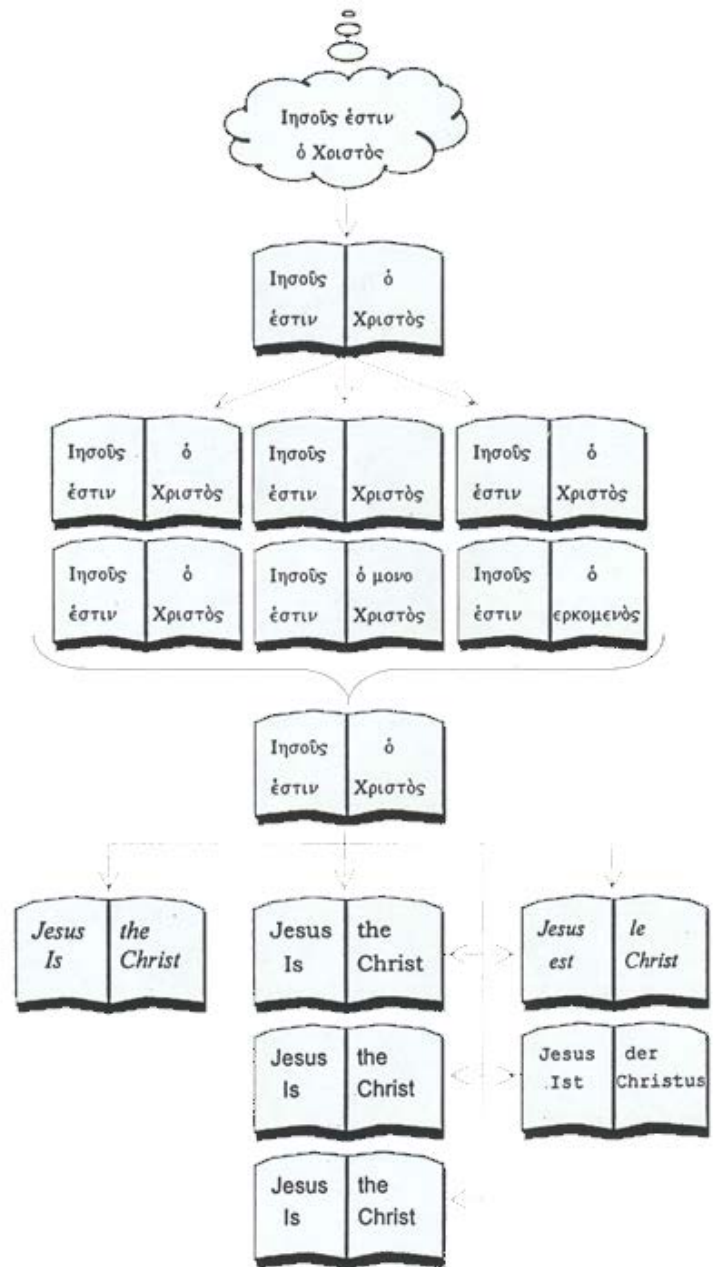 Ιησοῦς ἐστιν
ὁ Χριστὸς
Ιησοῦς
ἐστιν
ὁ
Χριστὸς
Ιησοῦς
ἐστιν
ὁ
Χριστὸς
Ιησοῦς
ἐστιν
Χριστὸς
Ιησοῦς
ἐστιν
ὁ
Χριστὸς
Ιησοῦς
ἐστιν
ὁ
Χριστὸς
Ιησοῦς
ἐστιν
ὁ μονο
Χριστὸς
Ιησοῦς
ἐστιν
ὁ
ερκομενὸς
Ιησοῦς
ἐστιν
ὁ
Χριστὸς
Jesus
Is
the
Christ
Jesus
Is
the
Christ
Jesus
est
le
Christ
Jesus
Is
the
Christ
Jesus
Ist
der
Christus
Jesus
Is
the
Christ